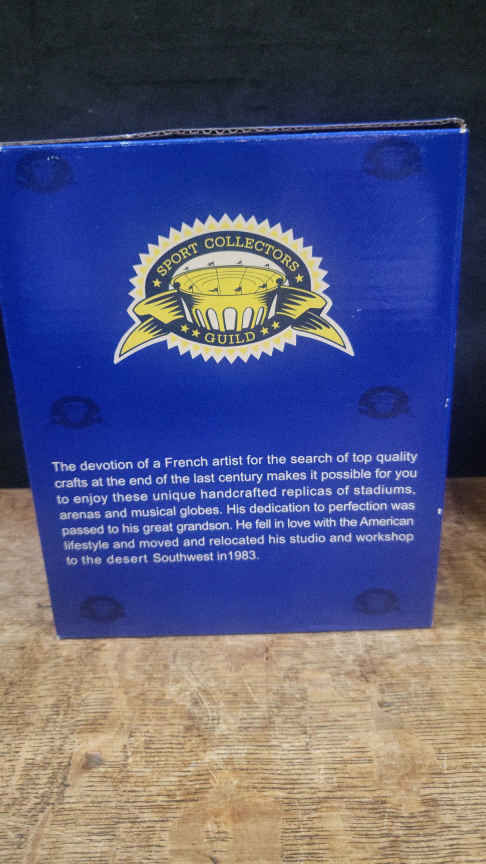 SPORT COLLECTORS
GUILD
The devotion of a French artist for the search of top quality
crafts at the end of the last century makes it possible for you
to enjoy these unique handcrafted replicas of stadiums,
arenas and musical globes. His dedication to perfection was
passed to his great grandson. He fell in love with the American
lifestyle and moved and relocated his studio and workshop
to the desert Southwest in1983.